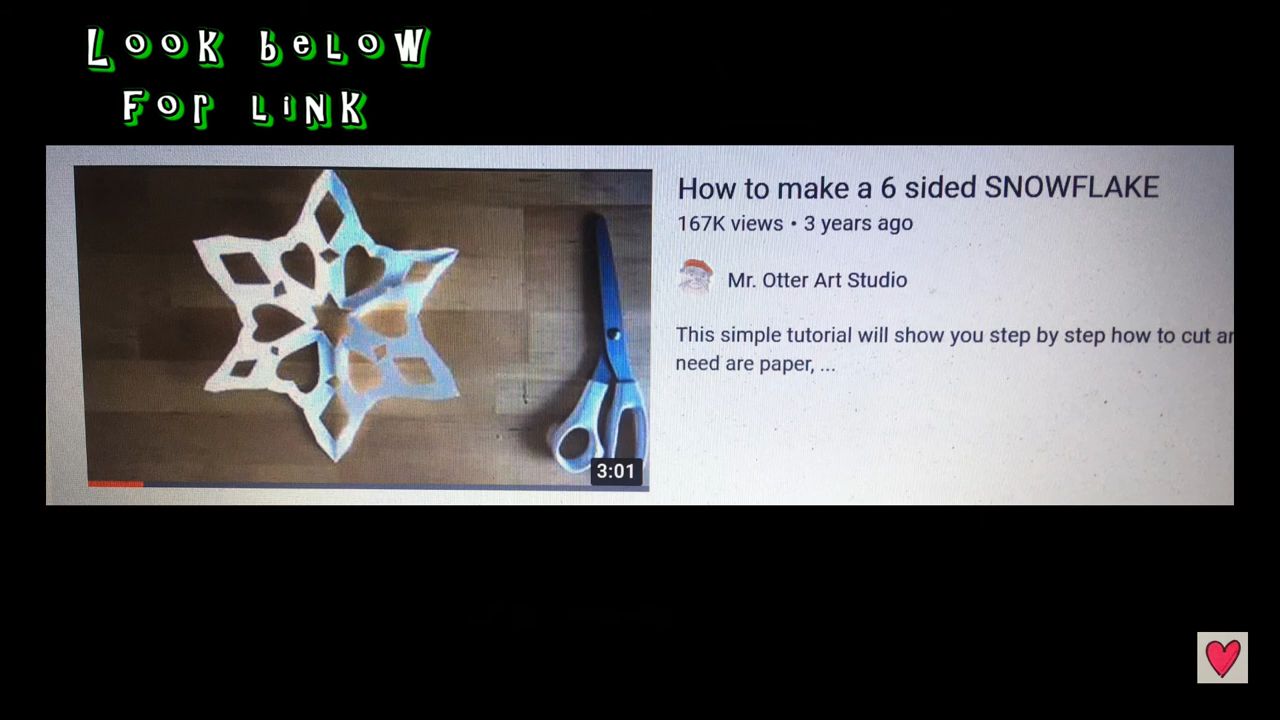 Look below
For link
How to make a 6 sided SNOWFLAKE
167K views • 3 years ago
Mr. Otter Art Studio
This simple tutorial will show you step by step how to cut ar
need are paper, ...
3:01